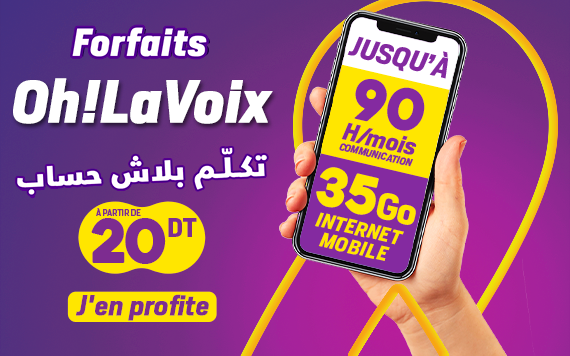 Forfaits
Oh!LaVoix
تكلّم بلاش حساب
À PARTIR DE
20DT
J'en profite
JUSQU'À
90
H/mois
COMMUNICATION
35Go
INTERNET
MOBILE